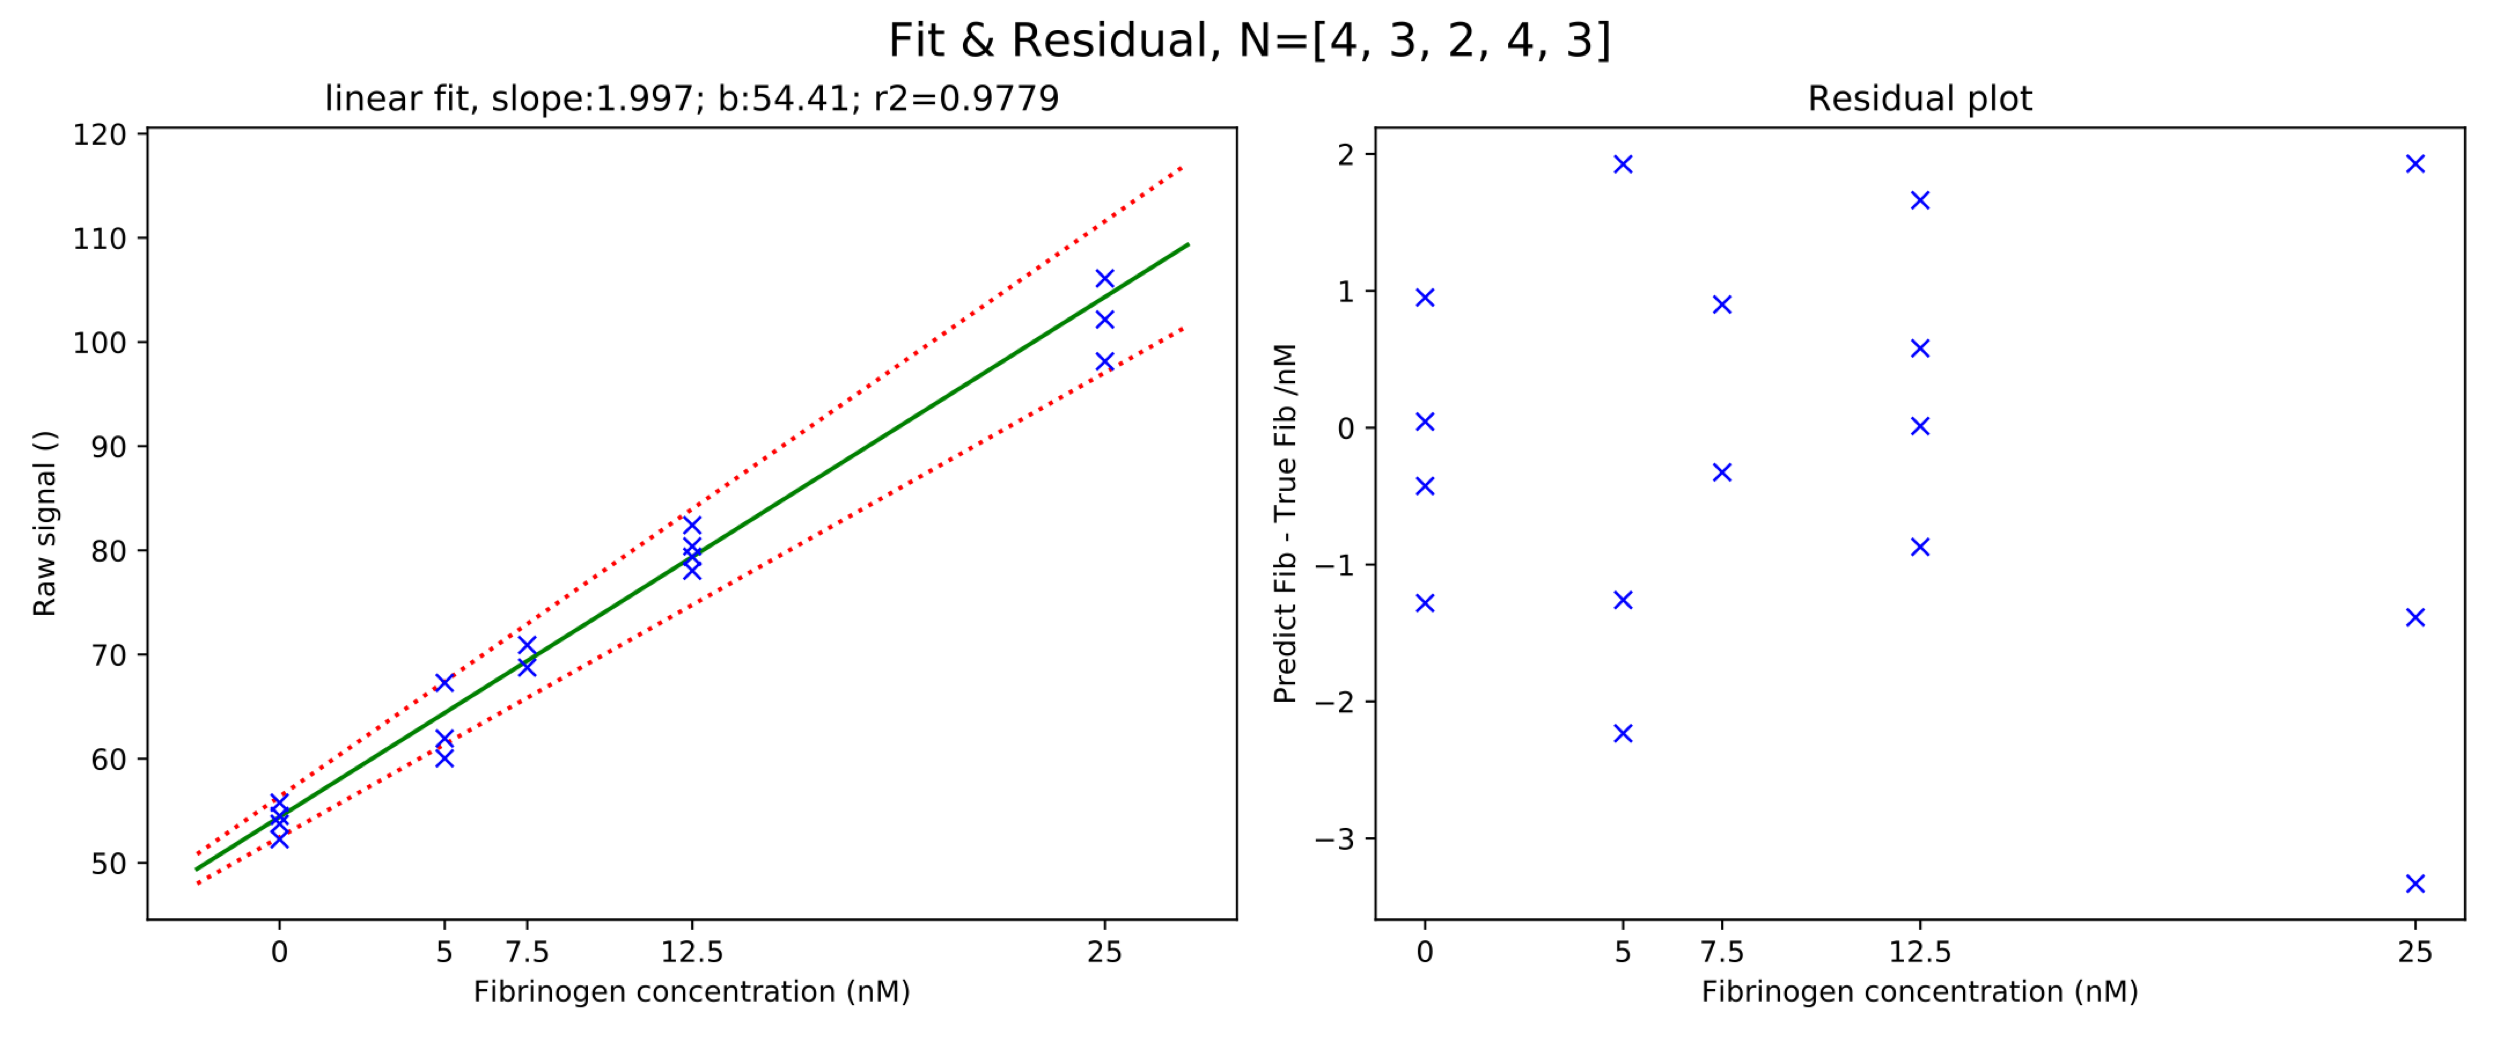 Fit & Residual, N=[4, 3, 2, 4, 3]
linear fit, slope:1.997; b:54.41; r2=0.9779
120
110
100
90
80
70
60
50
Raw signal ()
0 5 7.5 12.5 25
Fibrinogen concentration (nM)
Residual plot
2
1
0
−1
−2
−3
Predict Fib - True Fib /nM
0 5 7.5 12.5 25
Fibrinogen concentration (nM)